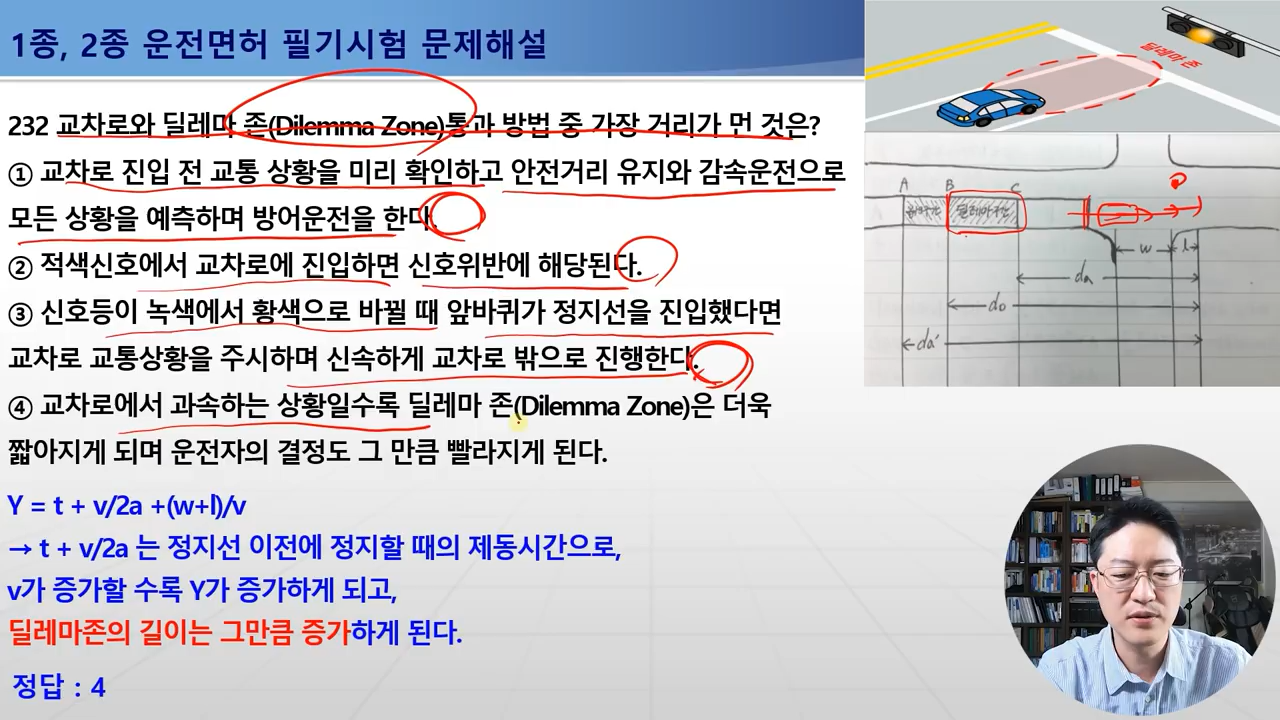 1종, 2종 운전면허 필기시험 문제해설
232 교차로와 딜레마 존(Dilemma Zone)통과 방법 중 가장 거리가 먼 것은?
① 교차로 진입 전 교통 상황을 미리 확인하고 안전거리 유지와 감속운전으로
모든 상황을 예측하며 방어운전을 한다.
② 적색신호에서 교차로에 진입하면 신호위반에 해당된다.
③ 신호등이 녹색에서 황색으로 바뀔 때 앞바퀴가 정지선을 진입했다면
교차로 교통상황을 주시하며 신속하게 교차로 밖으로 진행한다.
④ 교차로에서 과속하는 상황일수록 딜레마 존(Dilemma Zone)은 더욱
짧아지게 되며 운전자의 결정도 그 만큼 빨라지게 된다.
Y = t + v/2a +(w+l)/v
→ t + v/2a 는 정지선 이전에 정지할 때의 제동시간으로,
v가 증가할 수록 Y가 증가하게 되고,
딜레마존의 길이는 그만큼 증가하게 된다.
정답 : 4
딜레마 존
A B C
딜레마구간
w l
da
do
da'